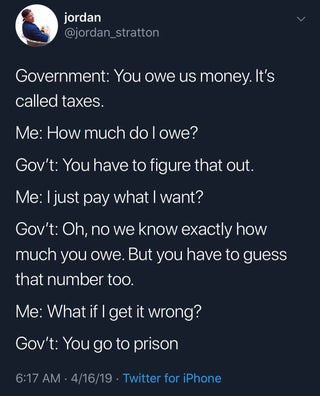 jordan
@jordan_stratton
Government: You owe us money. It's
called taxes.
Me: How much do I owe?
Gov't: You have to figure that out.
Me: I just pay what I want?
Gov't: Oh, no we know exactly how
much you owe. But you have to guess
that number too.
Me: What if I get it wrong?
Gov't: You go to prison
6:17 AM · 4/16/19 · Twitter for iPhone